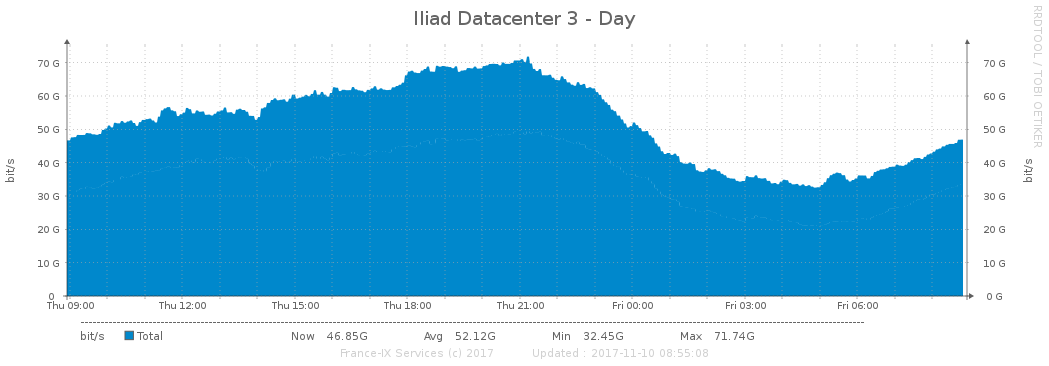 Iliad Datacenter 3 - Day
RRDTOOL / TOBI OETIKER
bit/s
70 G
60 G
50 G
40 G
30 G
20 G
10 G
0
70 G
60 G
50 G
40 G
30 G
20 G
10 G
0 G
bit/s
Thu 09:00 Thu 12:00 Thu 15:00 Thu 18:00 Thu 21:00 Fri 00:00 Fri 03:00 Fri 06:00
bit/s Total Now 46.85G Avg 52.12G Min 32.45G Max 71.74G
France-IX Services (c) 2017 Updated : 2017-11-10 08:55:08